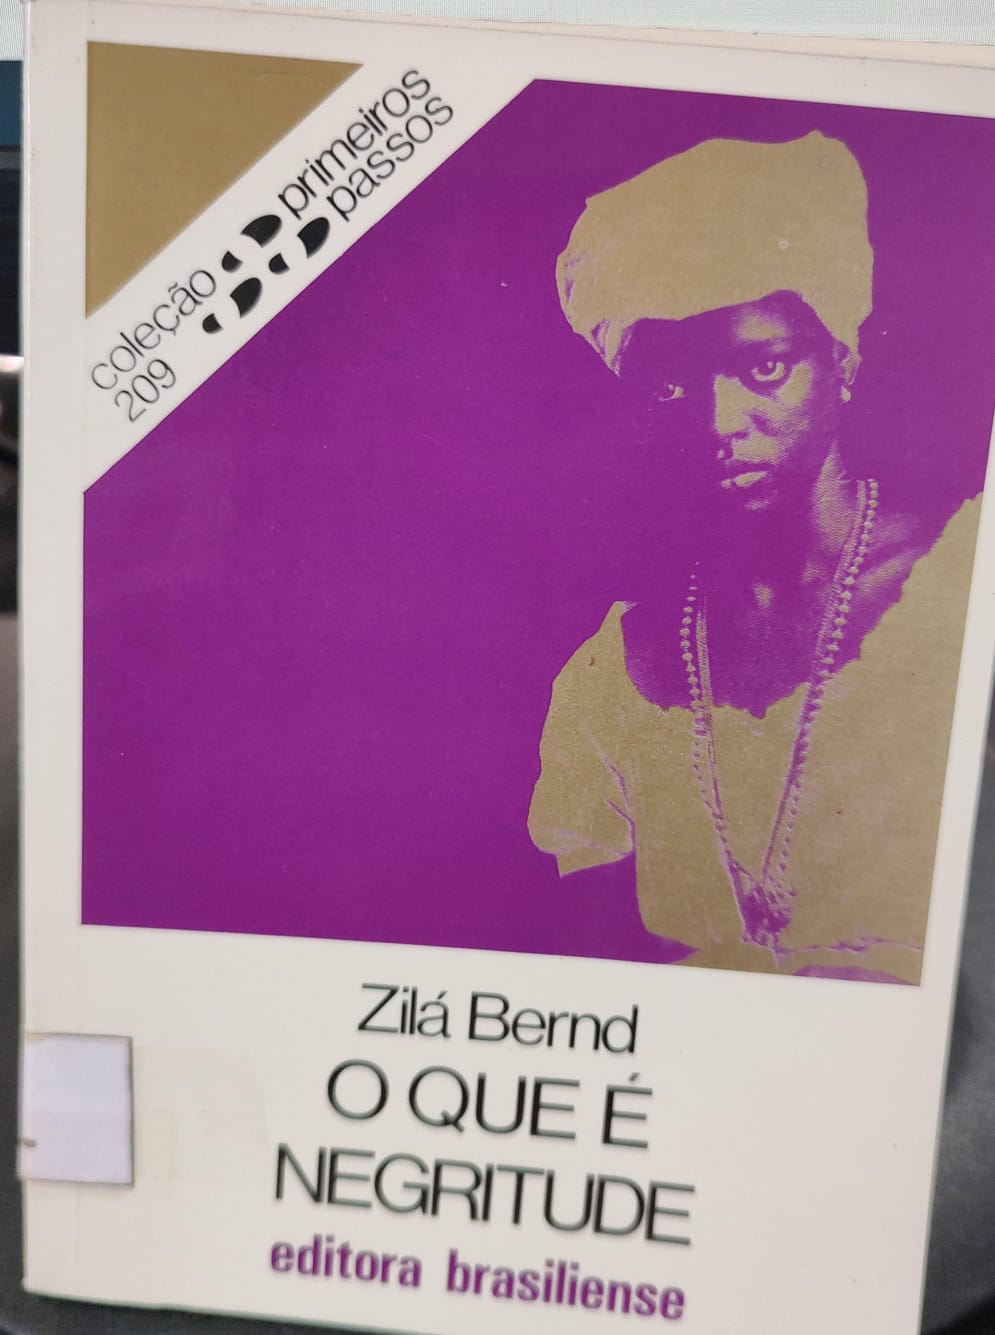 coleção
209
primeiros
passos
Zilá Bernd
O QUE É
NEGRITUDE
editora brasiliense